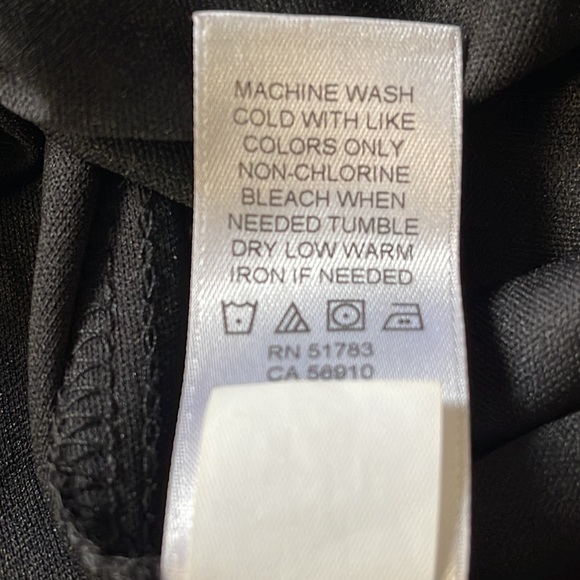 MACHINE WASH
COLD WITH LIKE
COLORS ONLY
NON-CHLORINE
BLEACH WHEN
NEEDED TUMBLE
DRY LOW WARM
IRON IF NEEDED
RN 51783
CA 56910